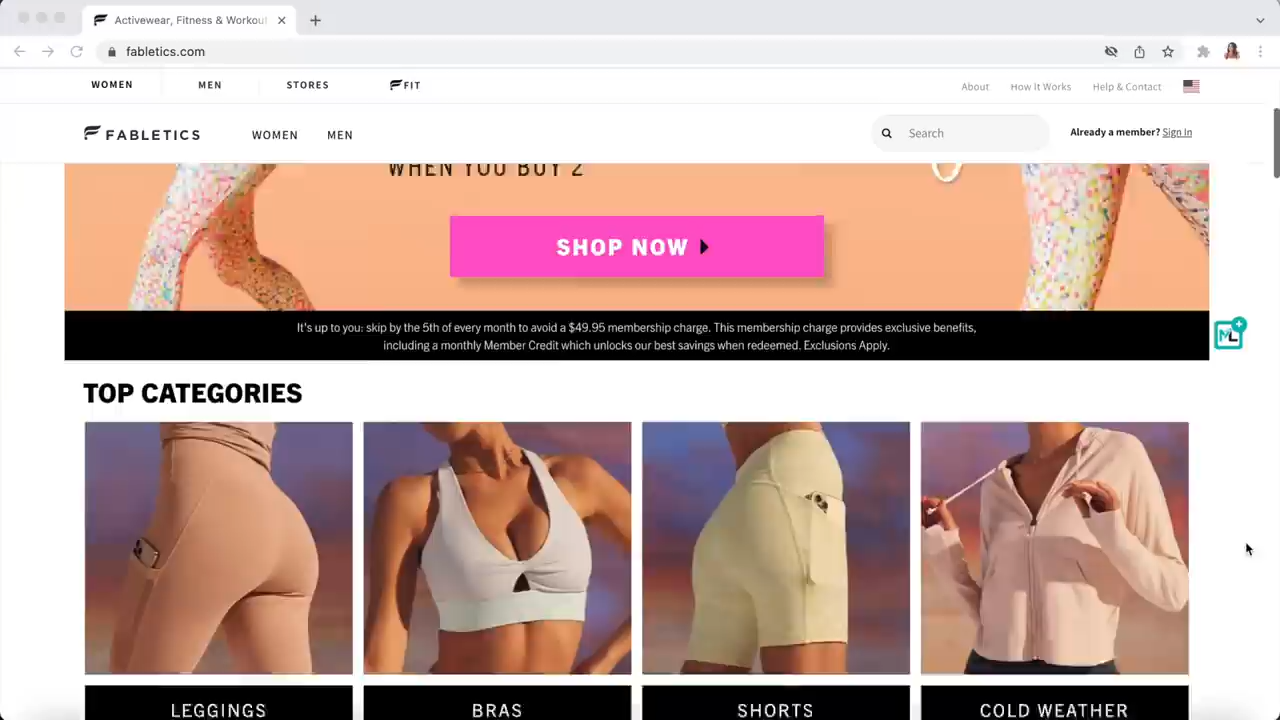 Activewear, Fitness & Workou
fabletics.com
WOMEN
MEN
STORES
FIT
About
How It Works
Help & Contact
FABLETICS
WOMEN
MEN
Search
Already a member? Sign In
WHEN YOU BUY 2
SHOP NOW
It's up to you: skip by the 5th of every month to avoid a $49.95 membership charge. This membership charge provides exclusive benefits,
including a monthly Member Credit which unlocks our best savings when redeemed. Exclusions Apply.
ML
TOP CATEGORIES
LEGGINGS
BRAS
SHORTS
COLD WEATHER